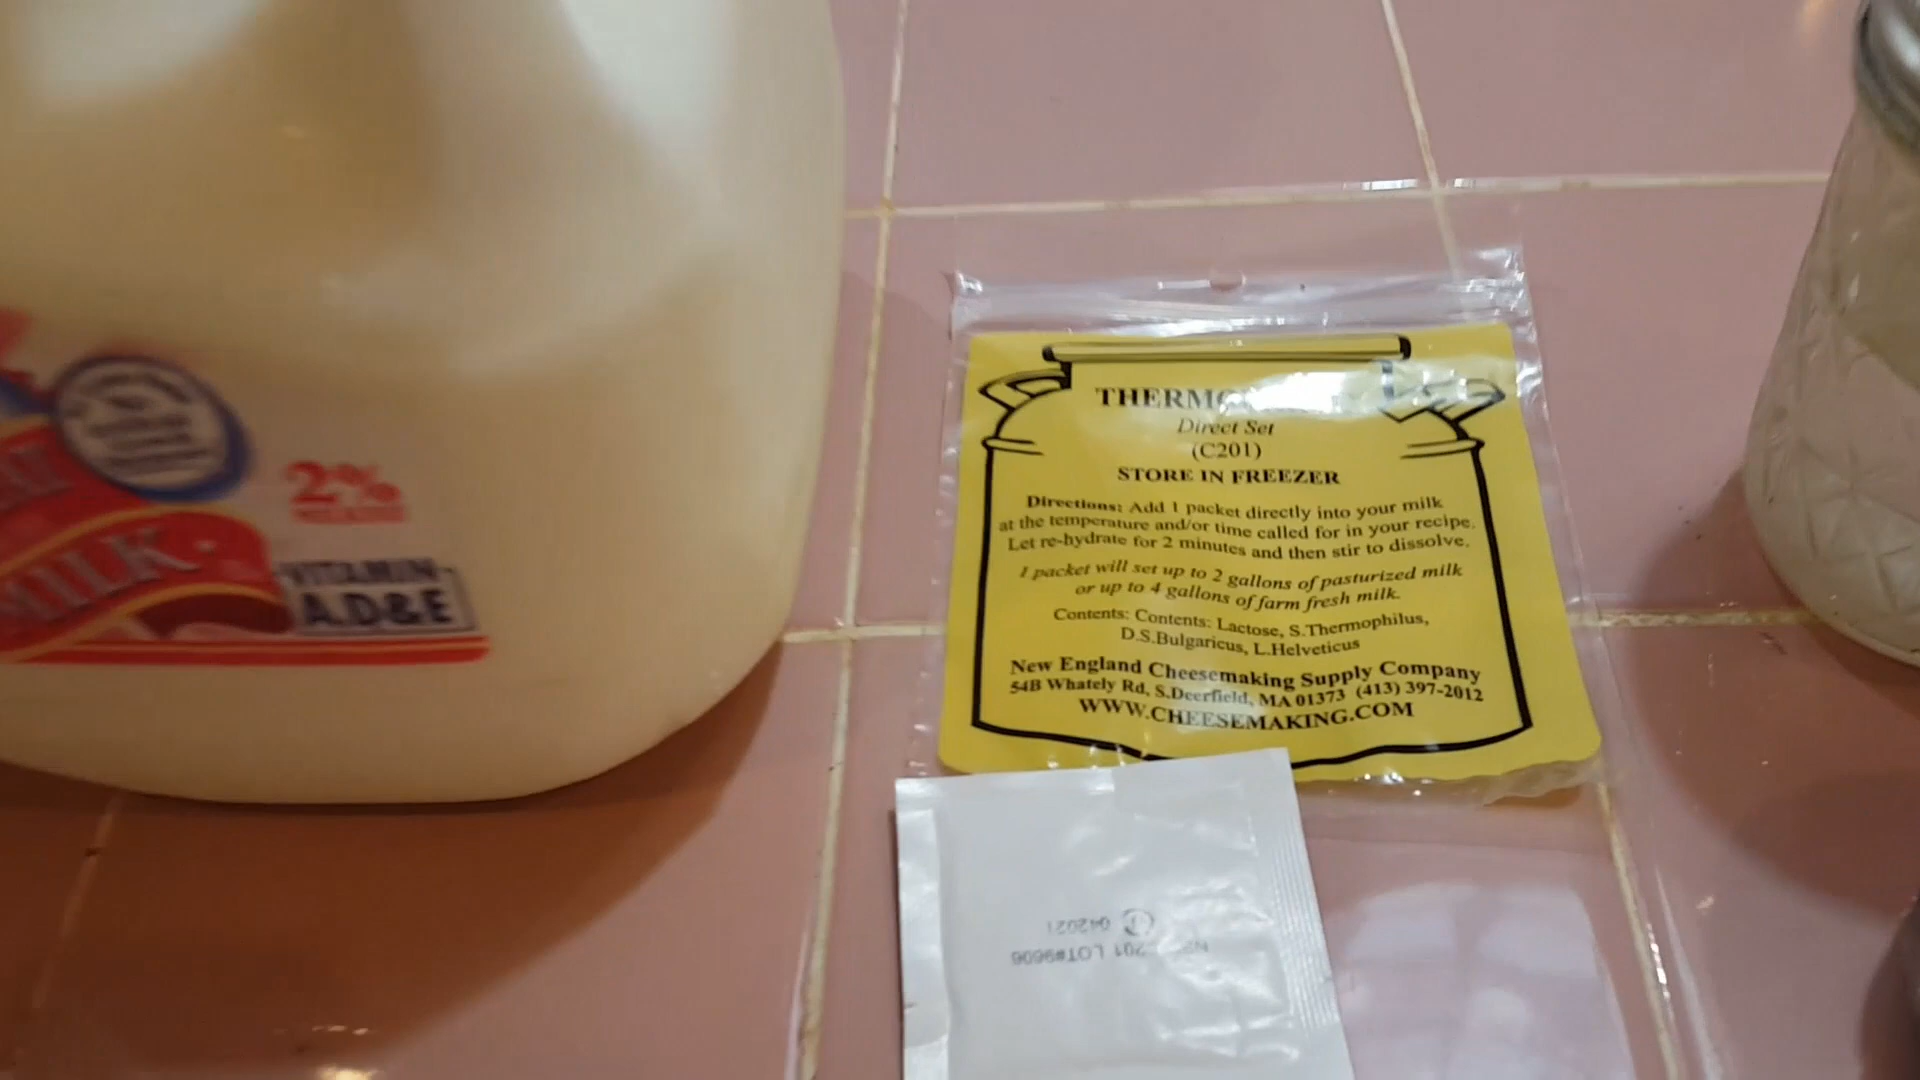 2%
MILK
VITAMIN
A,D&E
Direct Set
(C201)
STORE IN FREEZER
Directions: Add 1 packet directly into your milk
at the temperature and/or time called for in your recipe.
Let re-hydrate for 2 minutes and then stir to dissolve.
1 packet will set up to 2 gallons of pasturized milk
or up to 4 gallons of farm fresh milk.
Contents: Contents: Lactose, S.Thermophilus,
D.S.Bulgaricus, L.Helveticus
New England Cheesemaking Supply Company
54B Whately Rd, S.Deerfield, MA 01373 (413) 397-2012
WWW.CHEESEMAKING.COM
201 LOT#9606
042021